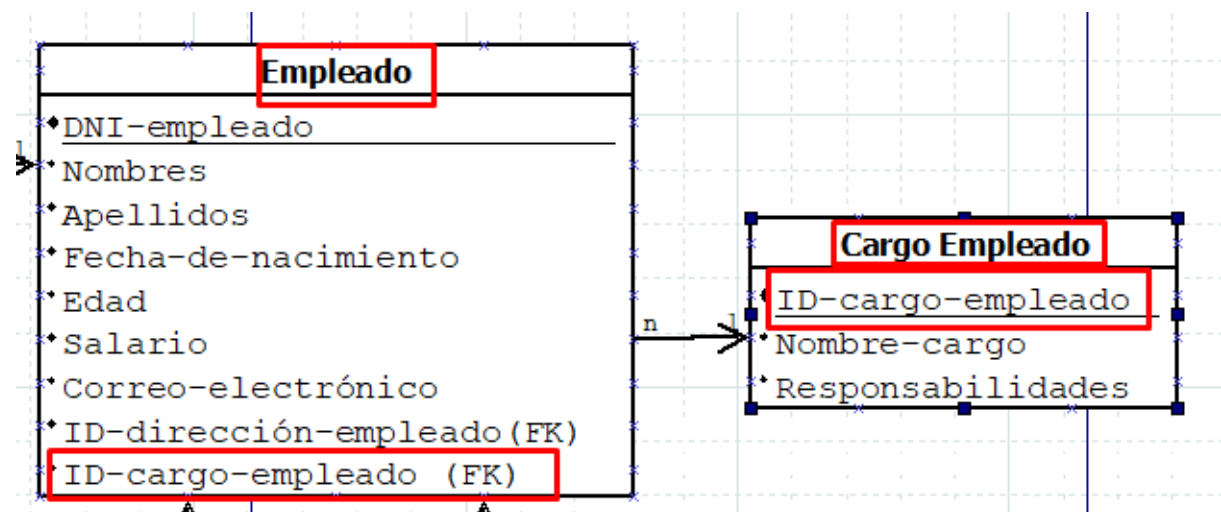 Empleado
DNI-empleado
1
Nombres
Apellidos
Fecha-de-nacimiento
Edad
Salario
Correo-electrónico
ID-dirección-empleado(FK)
ID-cargo-empleado (FK)
n
1
Cargo Empleado
ID-cargo-empleado
Nombre-cargo
Responsabilidades